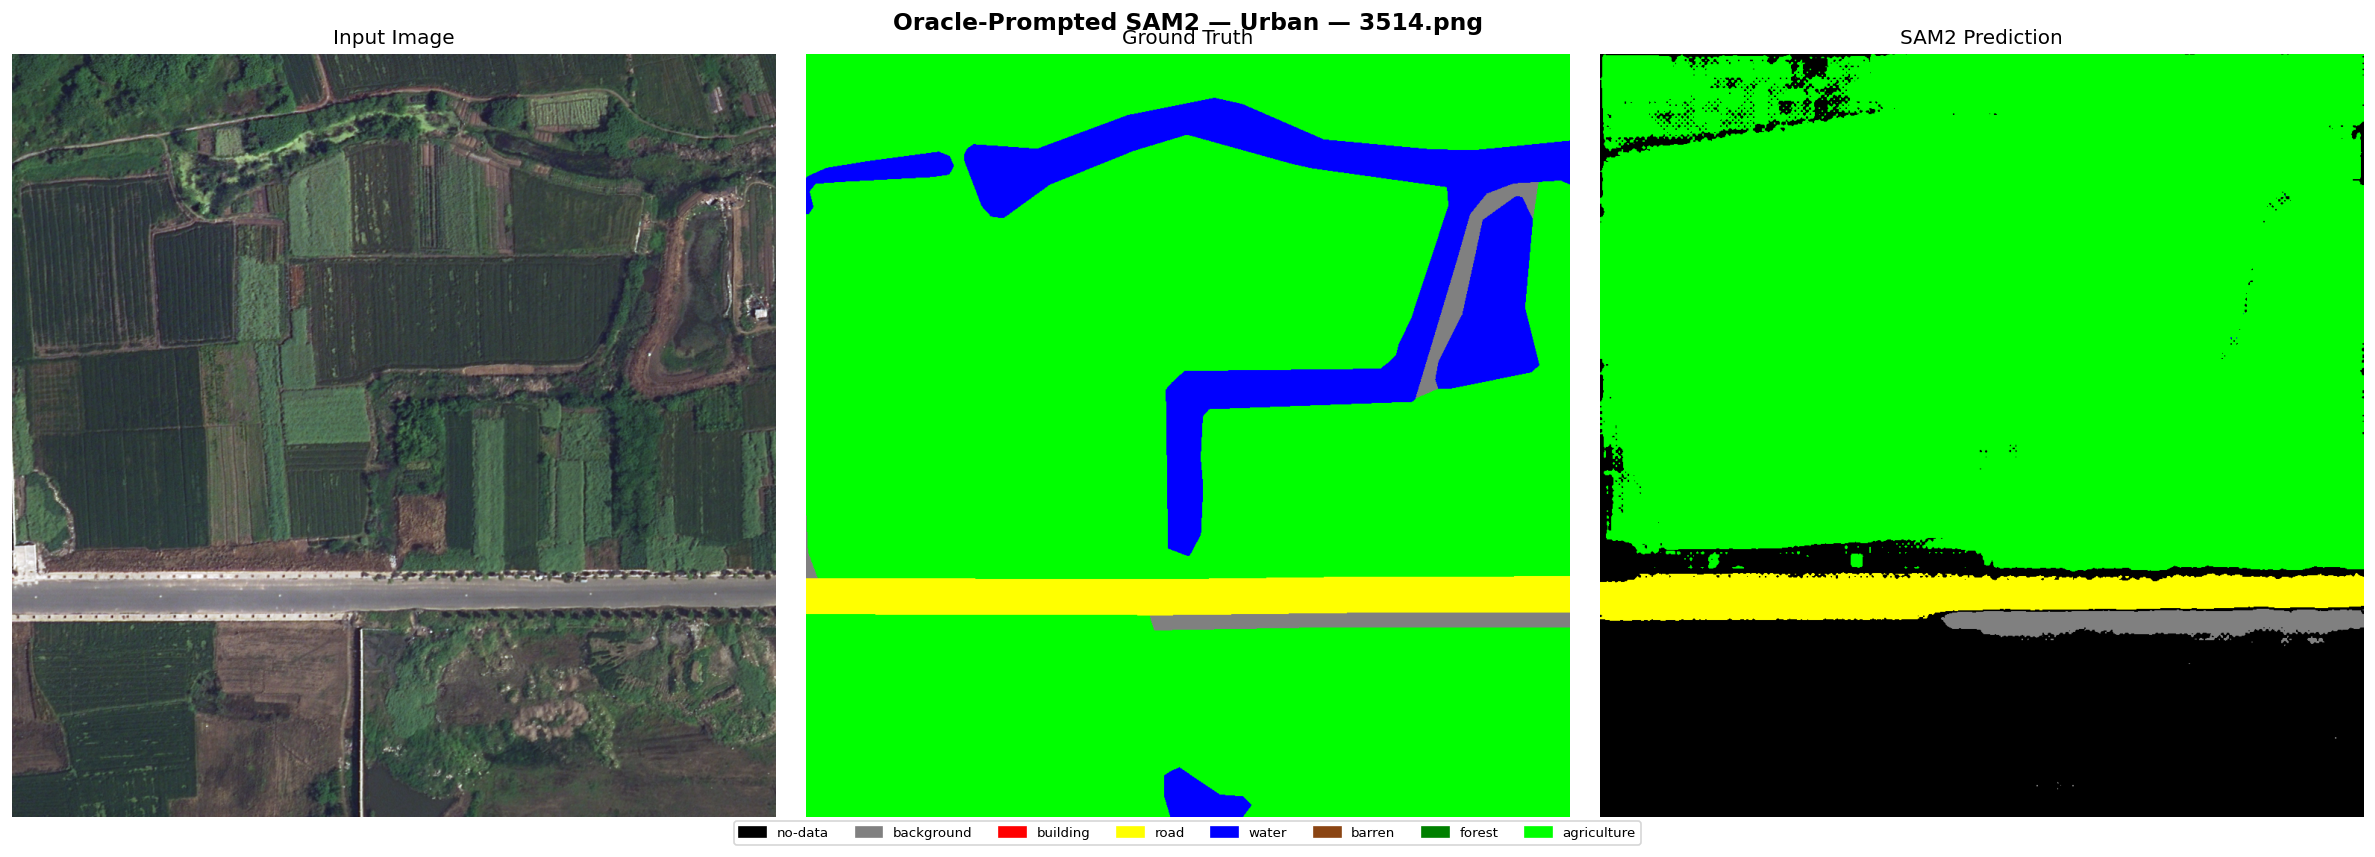 Oracle-Prompted SAM2 — Urban — 3514.png
Input Image
Ground Truth
SAM2 Prediction
no-data
background
building
road
water
barren
forest
agriculture